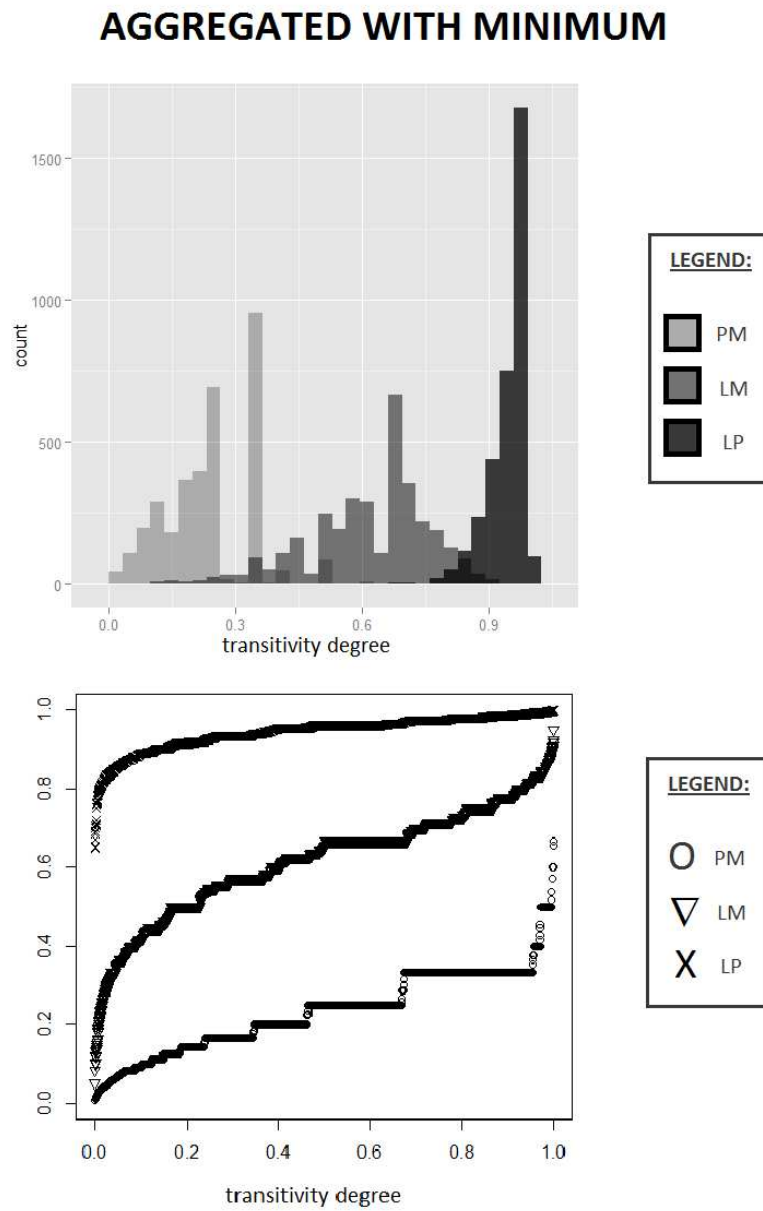 AGGREGATED WITH MINIMUM
1500
1000
500
0
count
0.0 0.3 0.6 0.9
transitivity degree
LEGEND:
PM
LM
LP
1.0
0.8
0.6
0.4
0.2
0.0
0.0 0.2 0.4 0.6 0.8 1.0
transitivity degree
LEGEND:
O PM
▽ LM
X LP